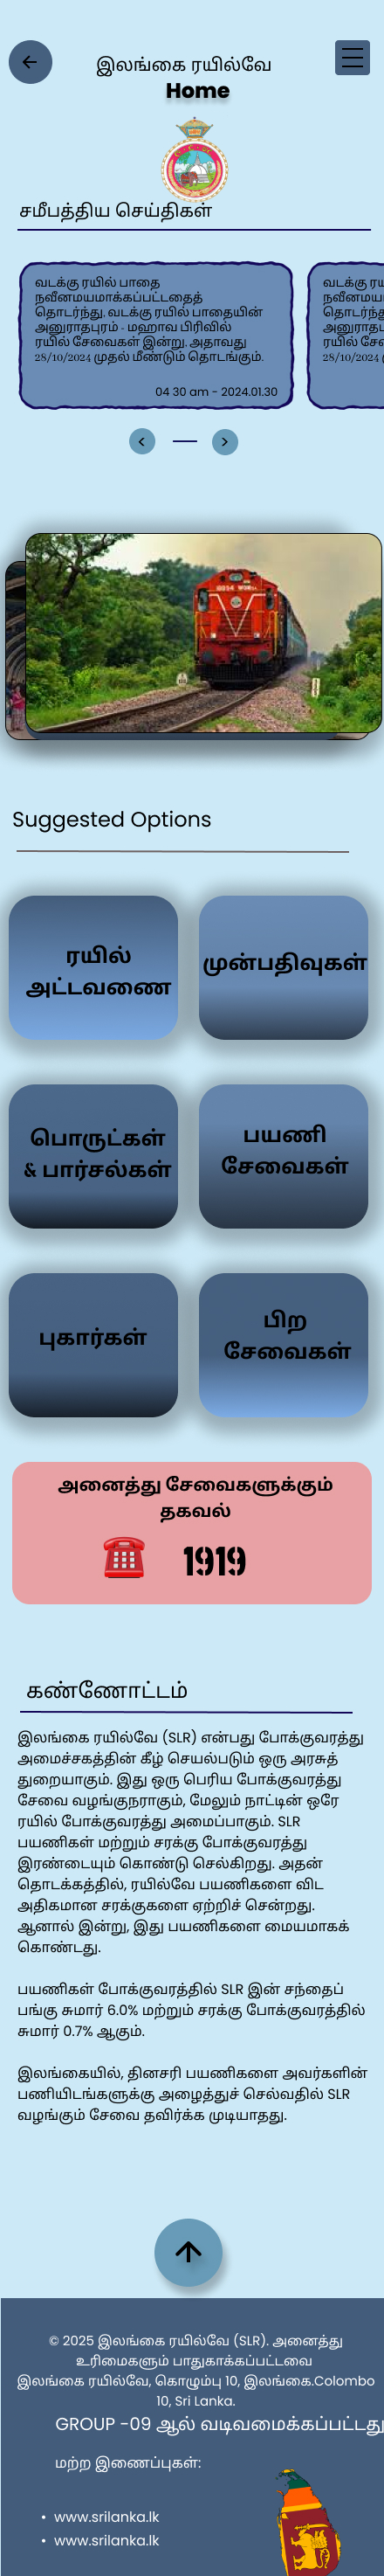 இலங்கை ரயில்வே
Home
சமீபத்திய செய்திகள்
வடக்கு ரயில் பாதை
நவீனமயமாக்கப்பட்டதைத்
தொடர்ந்து. வடக்கு ரயில் பாதையின்
அனுராதபுரம் - மஹாவ பிரிவில்
ரயில் சேவைகள் இன்று. அதாவது
28/10/2024 முதல் மீண்டும் தொடங்கும்.
04 30 am - 2024.01.30
வடக்கு
28/10/2024
Suggested Options
ரயில்
அட்டவணை
முன்பதிவுகள்
பொருட்கள்
& பார்சல்கள்
பயணி
சேவைகள்
புகார்கள்
பிற
சேவைகள்
அனைத்து சேவைகளுக்கும்
தகவல்
1919
கண்ணோட்டம்
இலங்கை ரயில்வே (SLR) என்பது போக்குவரத்து
அமைச்சகத்தின் கீழ் செயல்படும் ஒரு அரசுத்
துறையாகும். இது ஒரு பெரிய போக்குவரத்து
சேவை வழங்குநராகும், மேலும் நாட்டின் ஒரே
ரயில் போக்குவரத்து அமைப்பாகும். SLR
பயணிகள் மற்றும் சரக்கு போக்குவரத்து
இரண்டையும் கொண்டு செல்கிறது. அதன்
தொடக்கத்தில், ரயில்வே பயணிகளை விட
அதிகமான சரக்குகளை ஏற்றிச் சென்றது.
ஆனால் இன்று, இது பயணிகளை மையமாகக்
கொண்டது.
பயணிகள் போக்குவரத்தில் SLR இன் சந்தைப்
பங்கு சுமார் 6.0% மற்றும் சரக்கு போக்குவரத்தில்
சுமார் 0.7% ஆகும்.
இலங்கையில், தினசரி பயணிகளை அவர்களின்
பணியிடங்களுக்கு அழைத்துச் செல்வதில் SLR
வழங்கும் சேவை தவிர்க்க முடியாதது.
© 2025 இலங்கை ரயில்வே (SLR). அனைத்து
உரிமைகளும் பாதுகாக்கப்பட்டவை
இலங்கை ரயில்வே, கொழும்பு 10, இலங்கை.Colombo
10, Sri Lanka.
GROUP -09 ஆல் வடிவமைக்கப்பட்டது
மற்ற இணைப்புகள்:
• www.srilanka.lk
• www.srilanka.lk